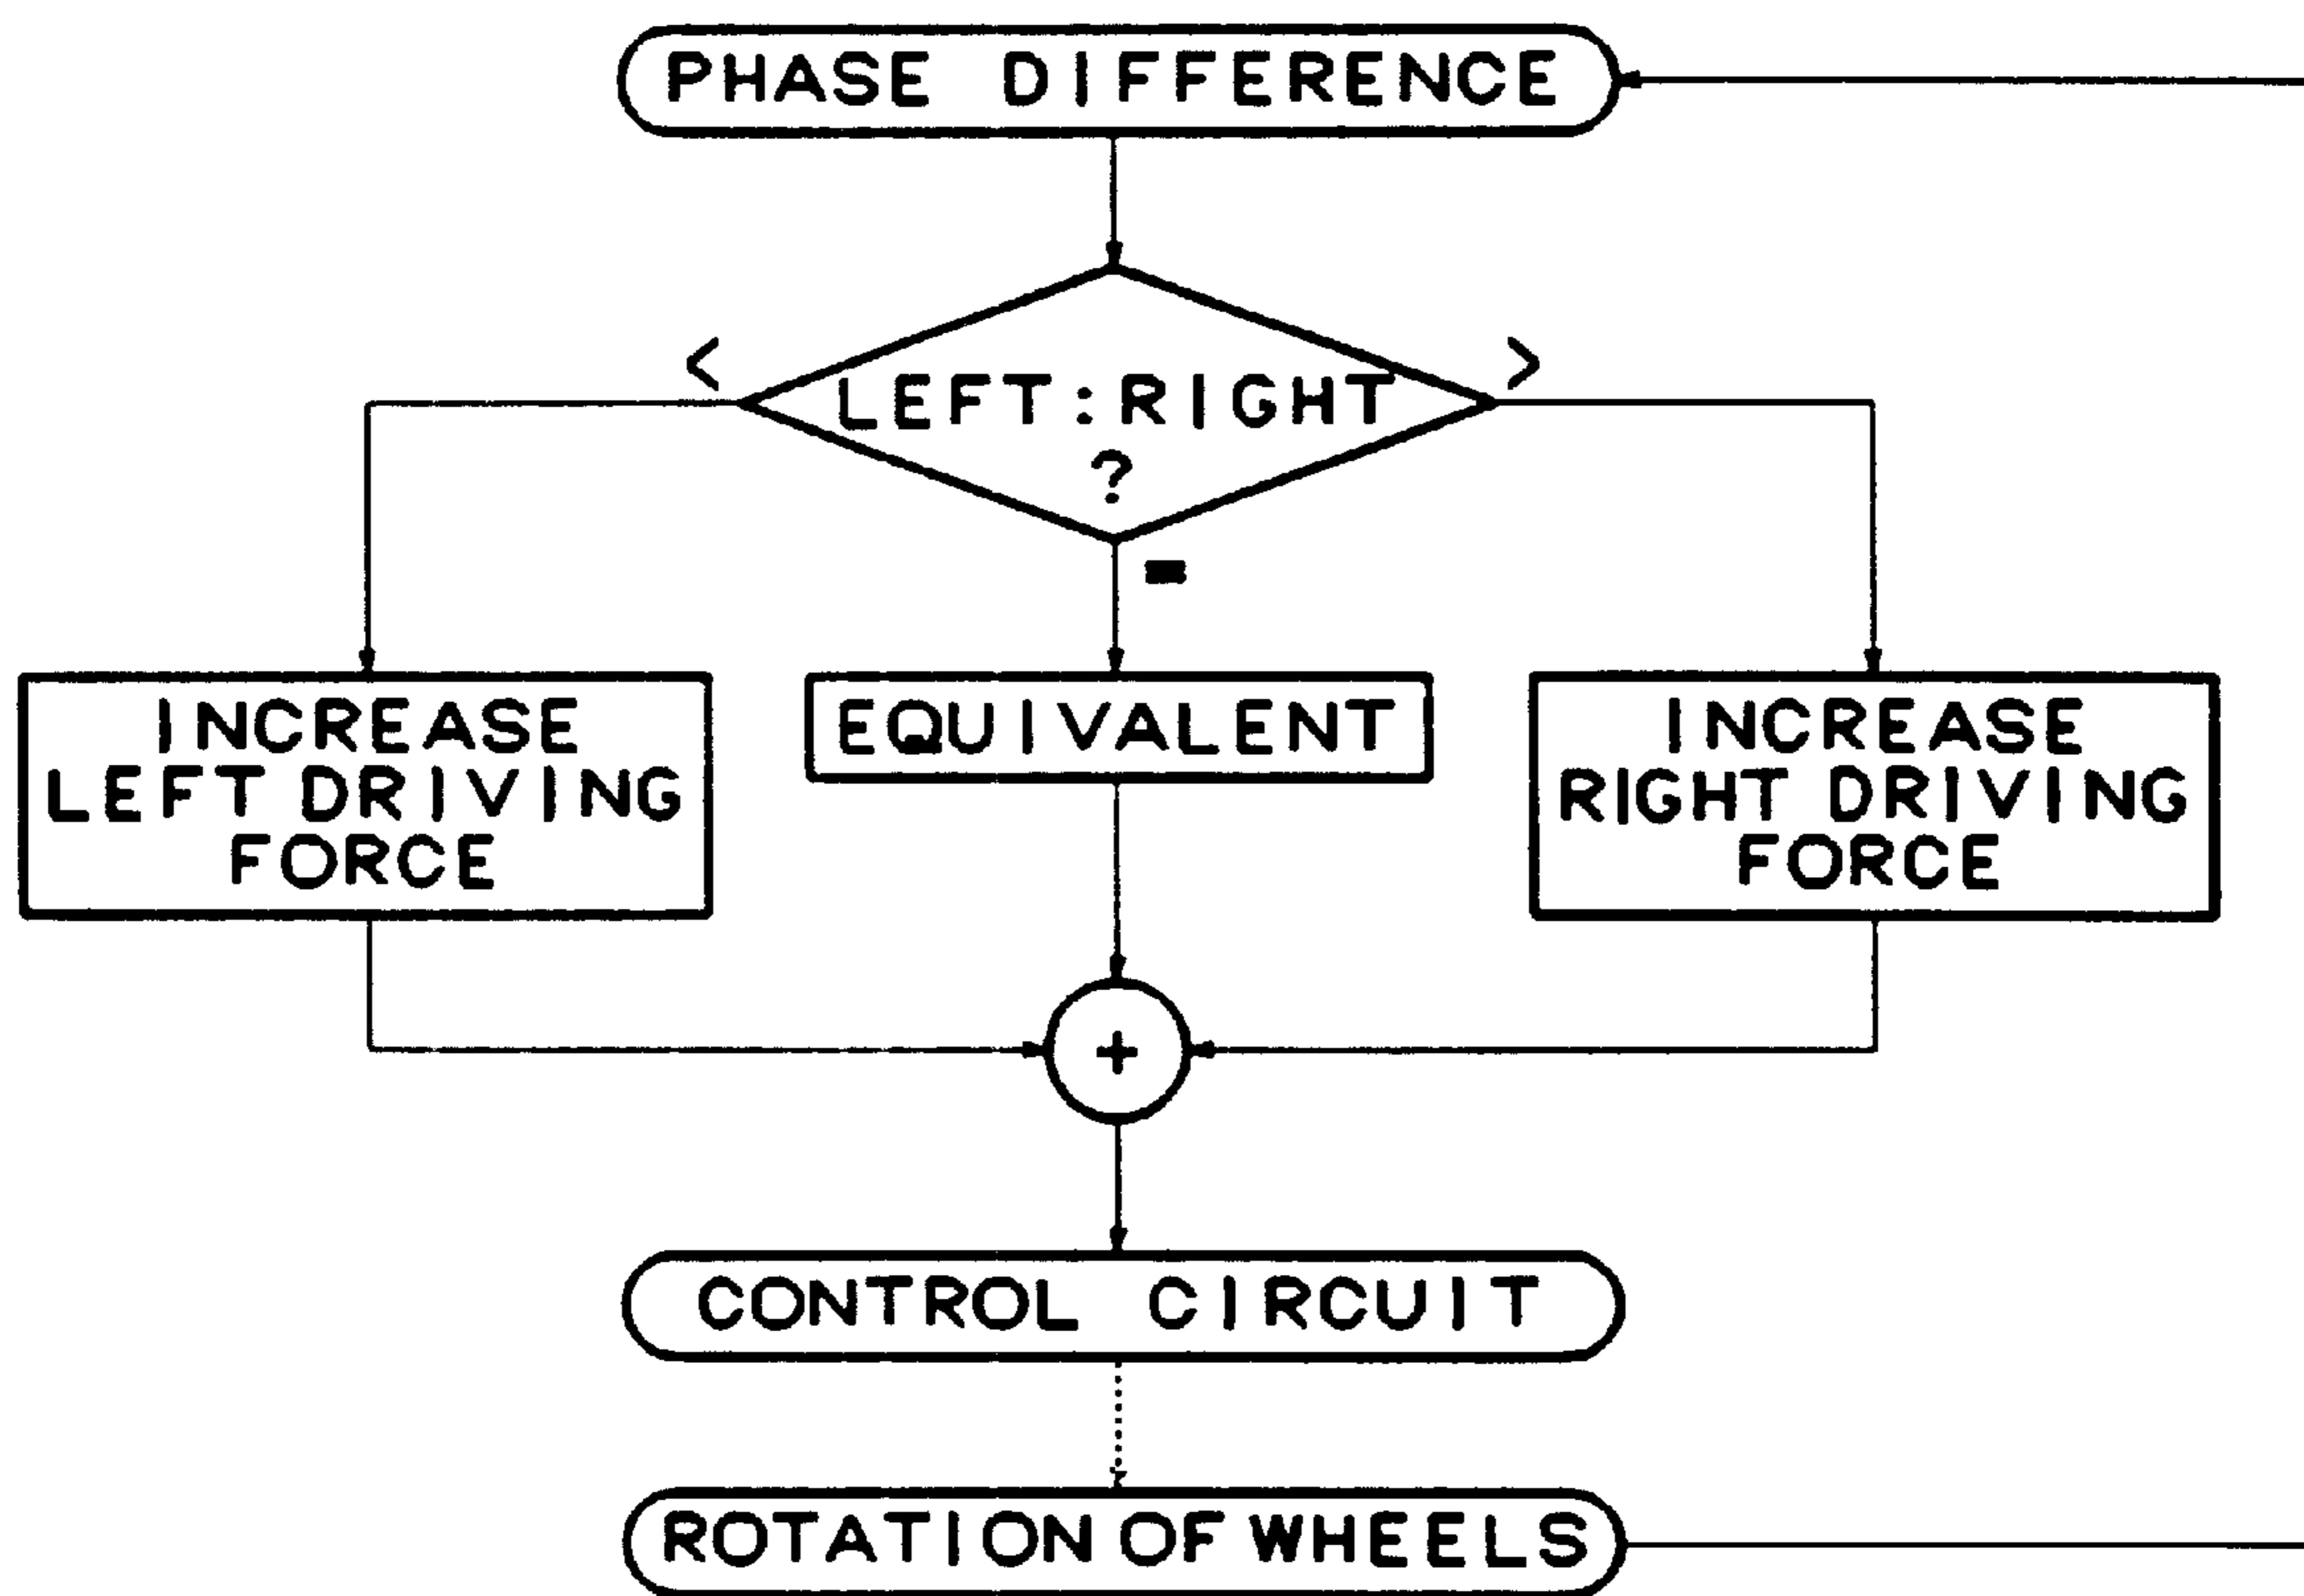 PHASE DIFFERENCE
< >
LEFT:RIGHT
?
=
INCREASE
LEFT DRIVING
FORCE
EQUIVALENT
INCREASE
RIGHT DRIVING
FORCE
+
CONTROL CIRCUIT
ROTATION OF WHEELS